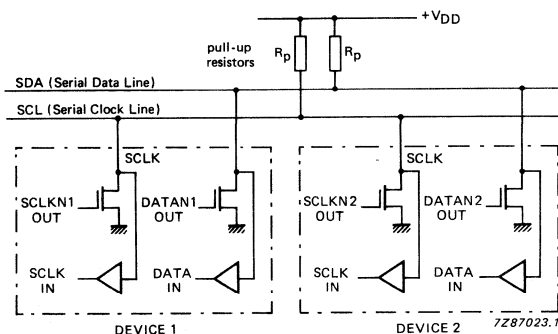 +VDD
pull-up
resistors
Rp
Rp
SDA (Serial Data Line)
SCL (Serial Clock Line)
SCLK
SCLK
SCLKN1
OUT
DATAN1
OUT
SCLKN2
OUT
DATAN2
OUT
SCLK
IN
DATA
IN
SCLK
IN
DATA
IN
DEVICE 1
DEVICE 2
7Z87023.1